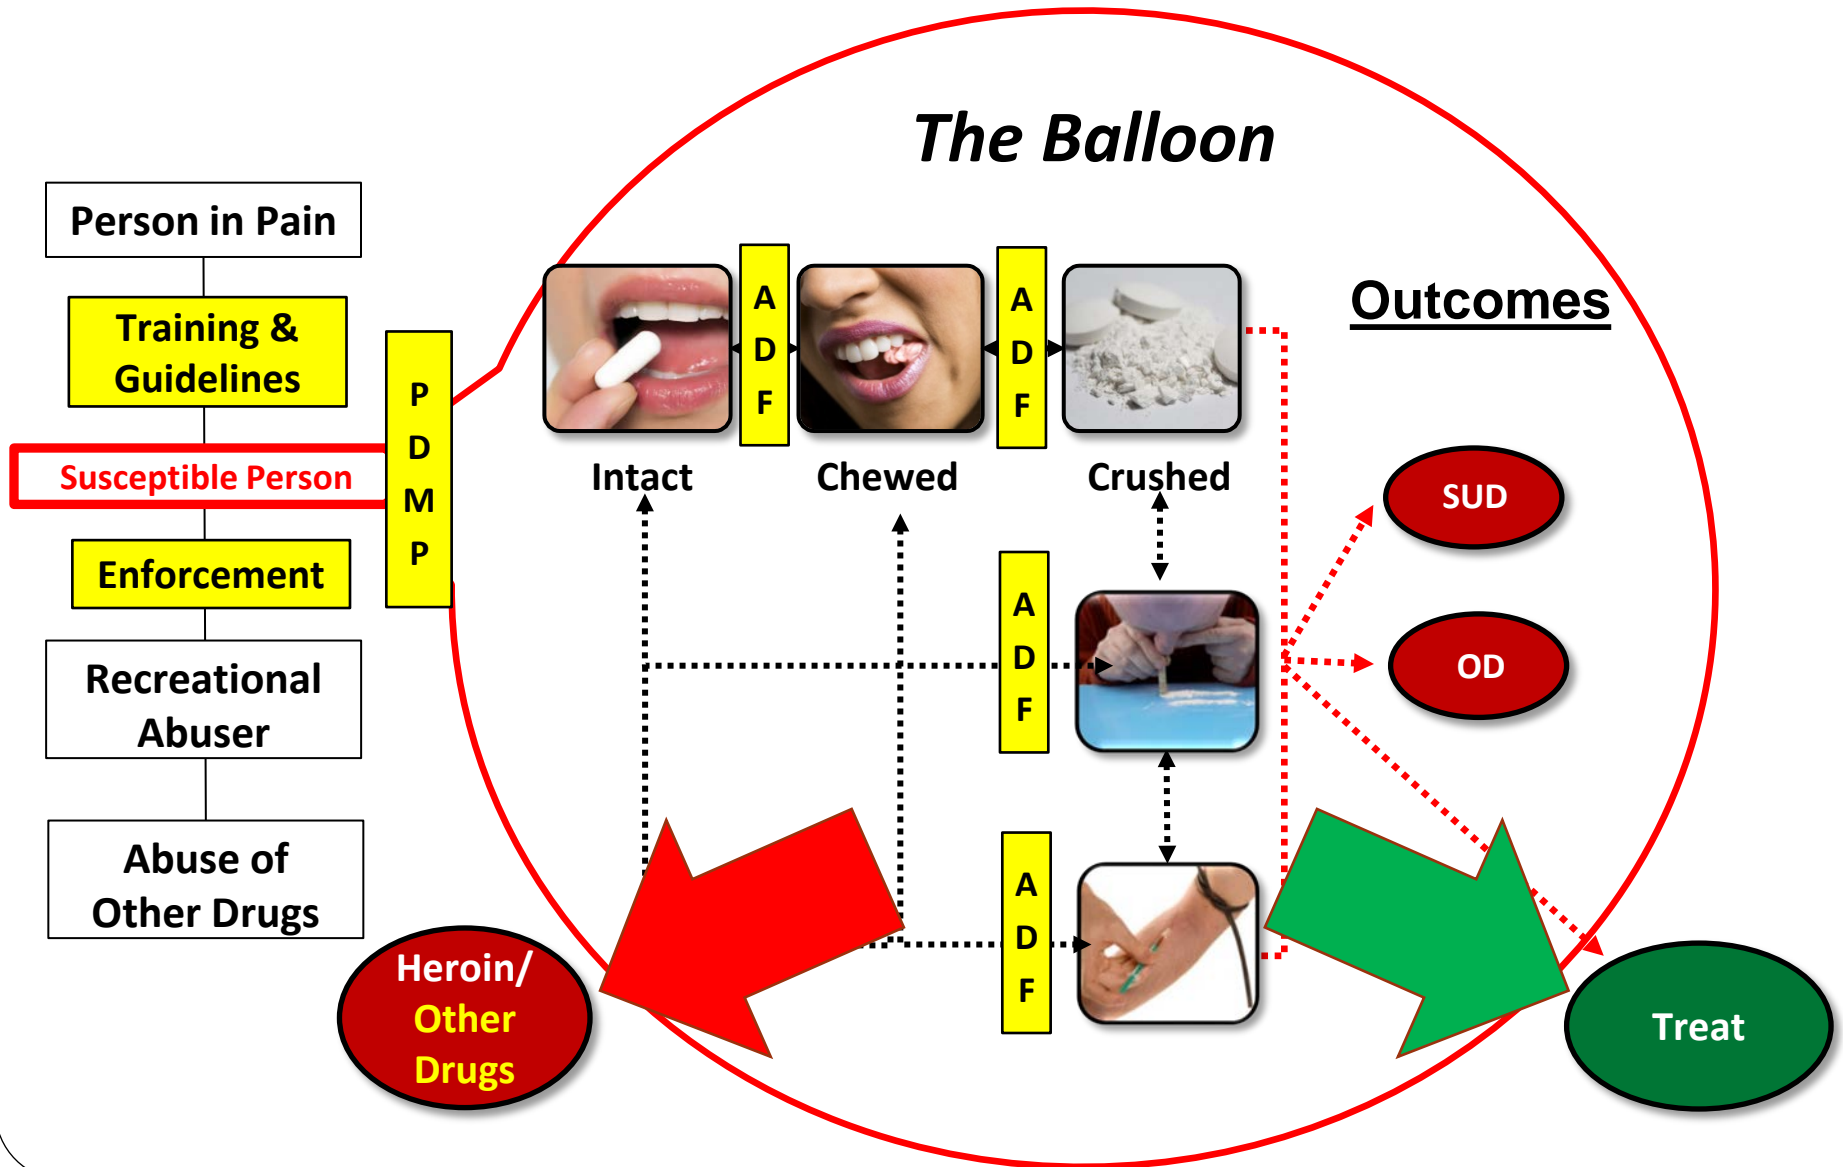 The Balloon
Person in Pain
Training &
Guidelines
Susceptible Person
Enforcement
Recreational
Abuser
Abuse of
Other Drugs
P
D
M
P
A
D
F
A
D
F
Intact
Chewed
Crushed
A
D
F
A
D
F
Outcomes
SUD
OD
Heroin/
Other
Drugs
Treat